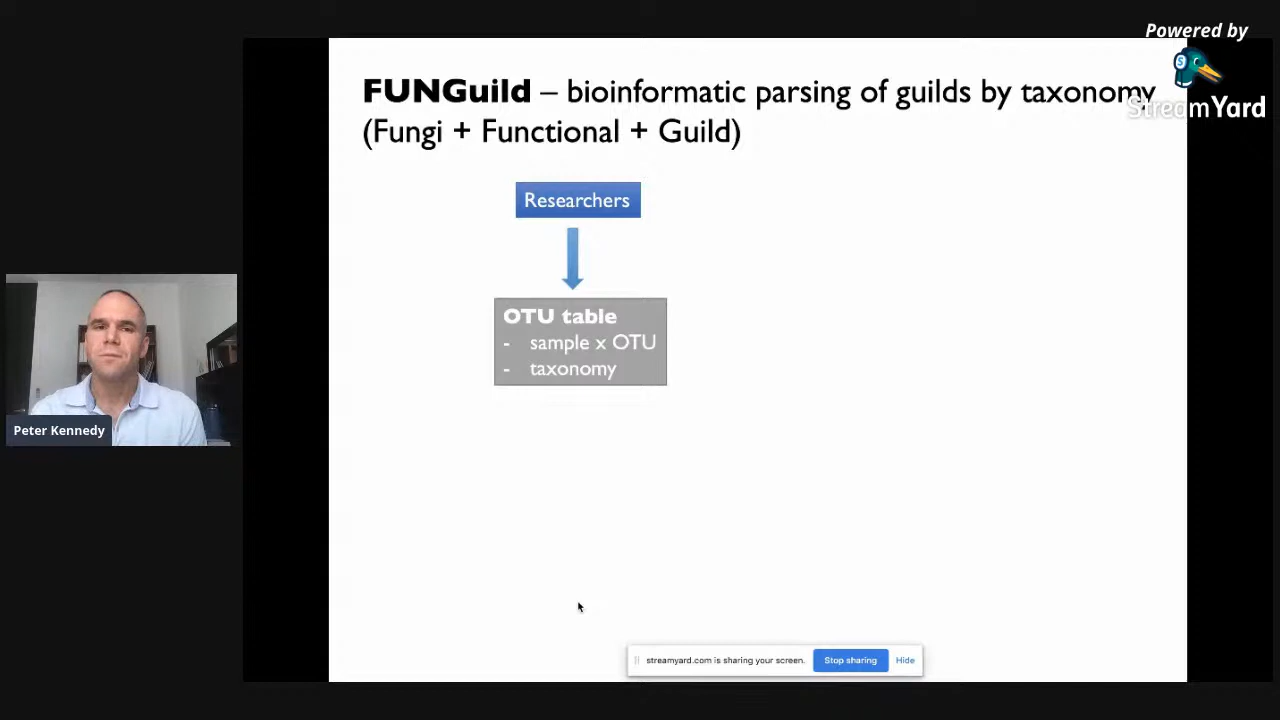 Powered by
StreamYard
FUNGuild – bioinformatic parsing of guilds by taxonomy
(Fungi + Functional + Guild)
Researchers
OTU table
- sample x OTU
- taxonomy
Peter Kennedy
streamyard.com is sharing your screen.
Stop sharing
Hide